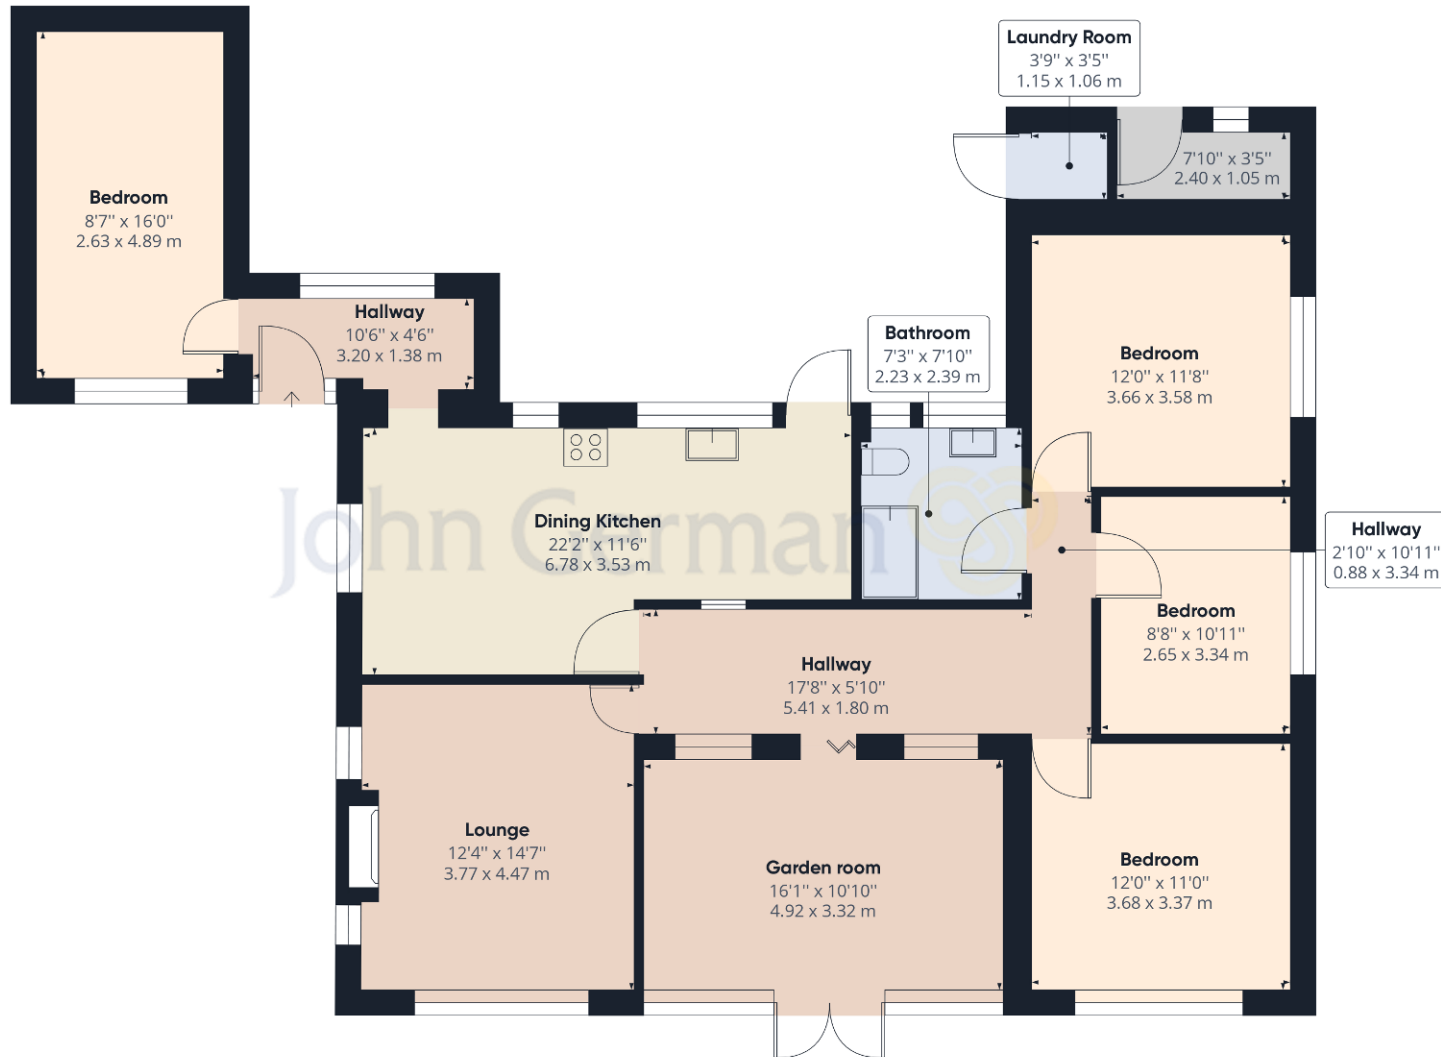 Laundry Room
3'9" x 3'5"
1.15 x 1.06 m
7'10" x 3'5"
2.40 x 1.05 m
Bedroom
8'7" x 16'0"
2.63 x 4.89 m
Hallway
10'6" x 4'6"
3.20 x 1.38 m
Bathroom
7'3" x 7'10"
2.23 x 2.39 m
Bedroom
12'0" x 11'8"
3.66 x 3.58 m
John German
Dining Kitchen
22'2" x 11'6"
6.78 x 3.53 m
Hallway
2'10" x 10'11"
0.88 x 3.34 m
Bedroom
8'8" x 10'11"
2.65 x 3.34 m
Hallway
17'8" x 5'10"
5.41 x 1.80 m
Lounge
12'4" x 14'7"
3.77 x 4.47 m
Garden room
16'1" x 10'10"
4.92 x 3.32 m
Bedroom
12'0" x 11'0"
3.68 x 3.37 m